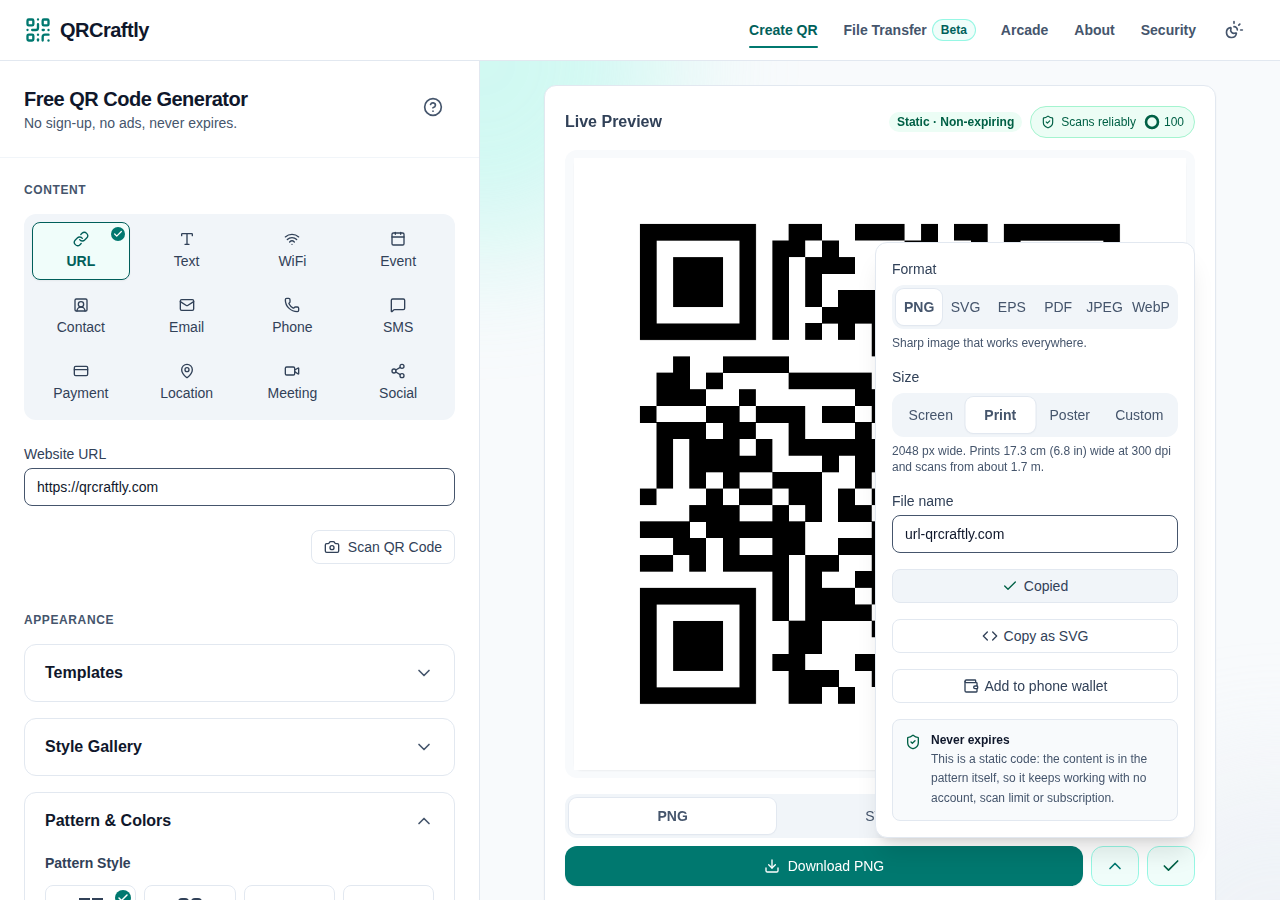 QRCraftly
Create QR
File Transfer
Beta
Arcade
About
Security
Free QR Code Generator
No sign-up, no ads, never expires.
CONTENT
URL
Text
WiFi
Event
Contact
Email
Phone
SMS
Payment
Location
Meeting
Social
Website URL
https://qrcraftly.com
Scan QR Code
APPEARANCE
Templates
Style Gallery
Pattern & Colors
Pattern Style
Live Preview
Static · Non-expiring
Scans reliably
100
Format
PNG
SVG
EPS
PDF
JPEG
WebP
Sharp image that works everywhere.
Size
Screen
Print
Poster
Custom
2048 px wide. Prints 17.3 cm (6.8 in) wide at 300 dpi
and scans from about 1.7 m.
File name
url-qrcraftly.com
Copied
Copy as SVG
Add to phone wallet
Never expires
This is a static code: the content is in the
pattern itself, so it keeps working with no
account, scan limit or subscription.
PNG
Download PNG